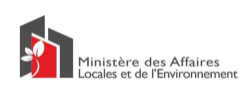 Ministère des Affaires
Locales et de l'Environnement